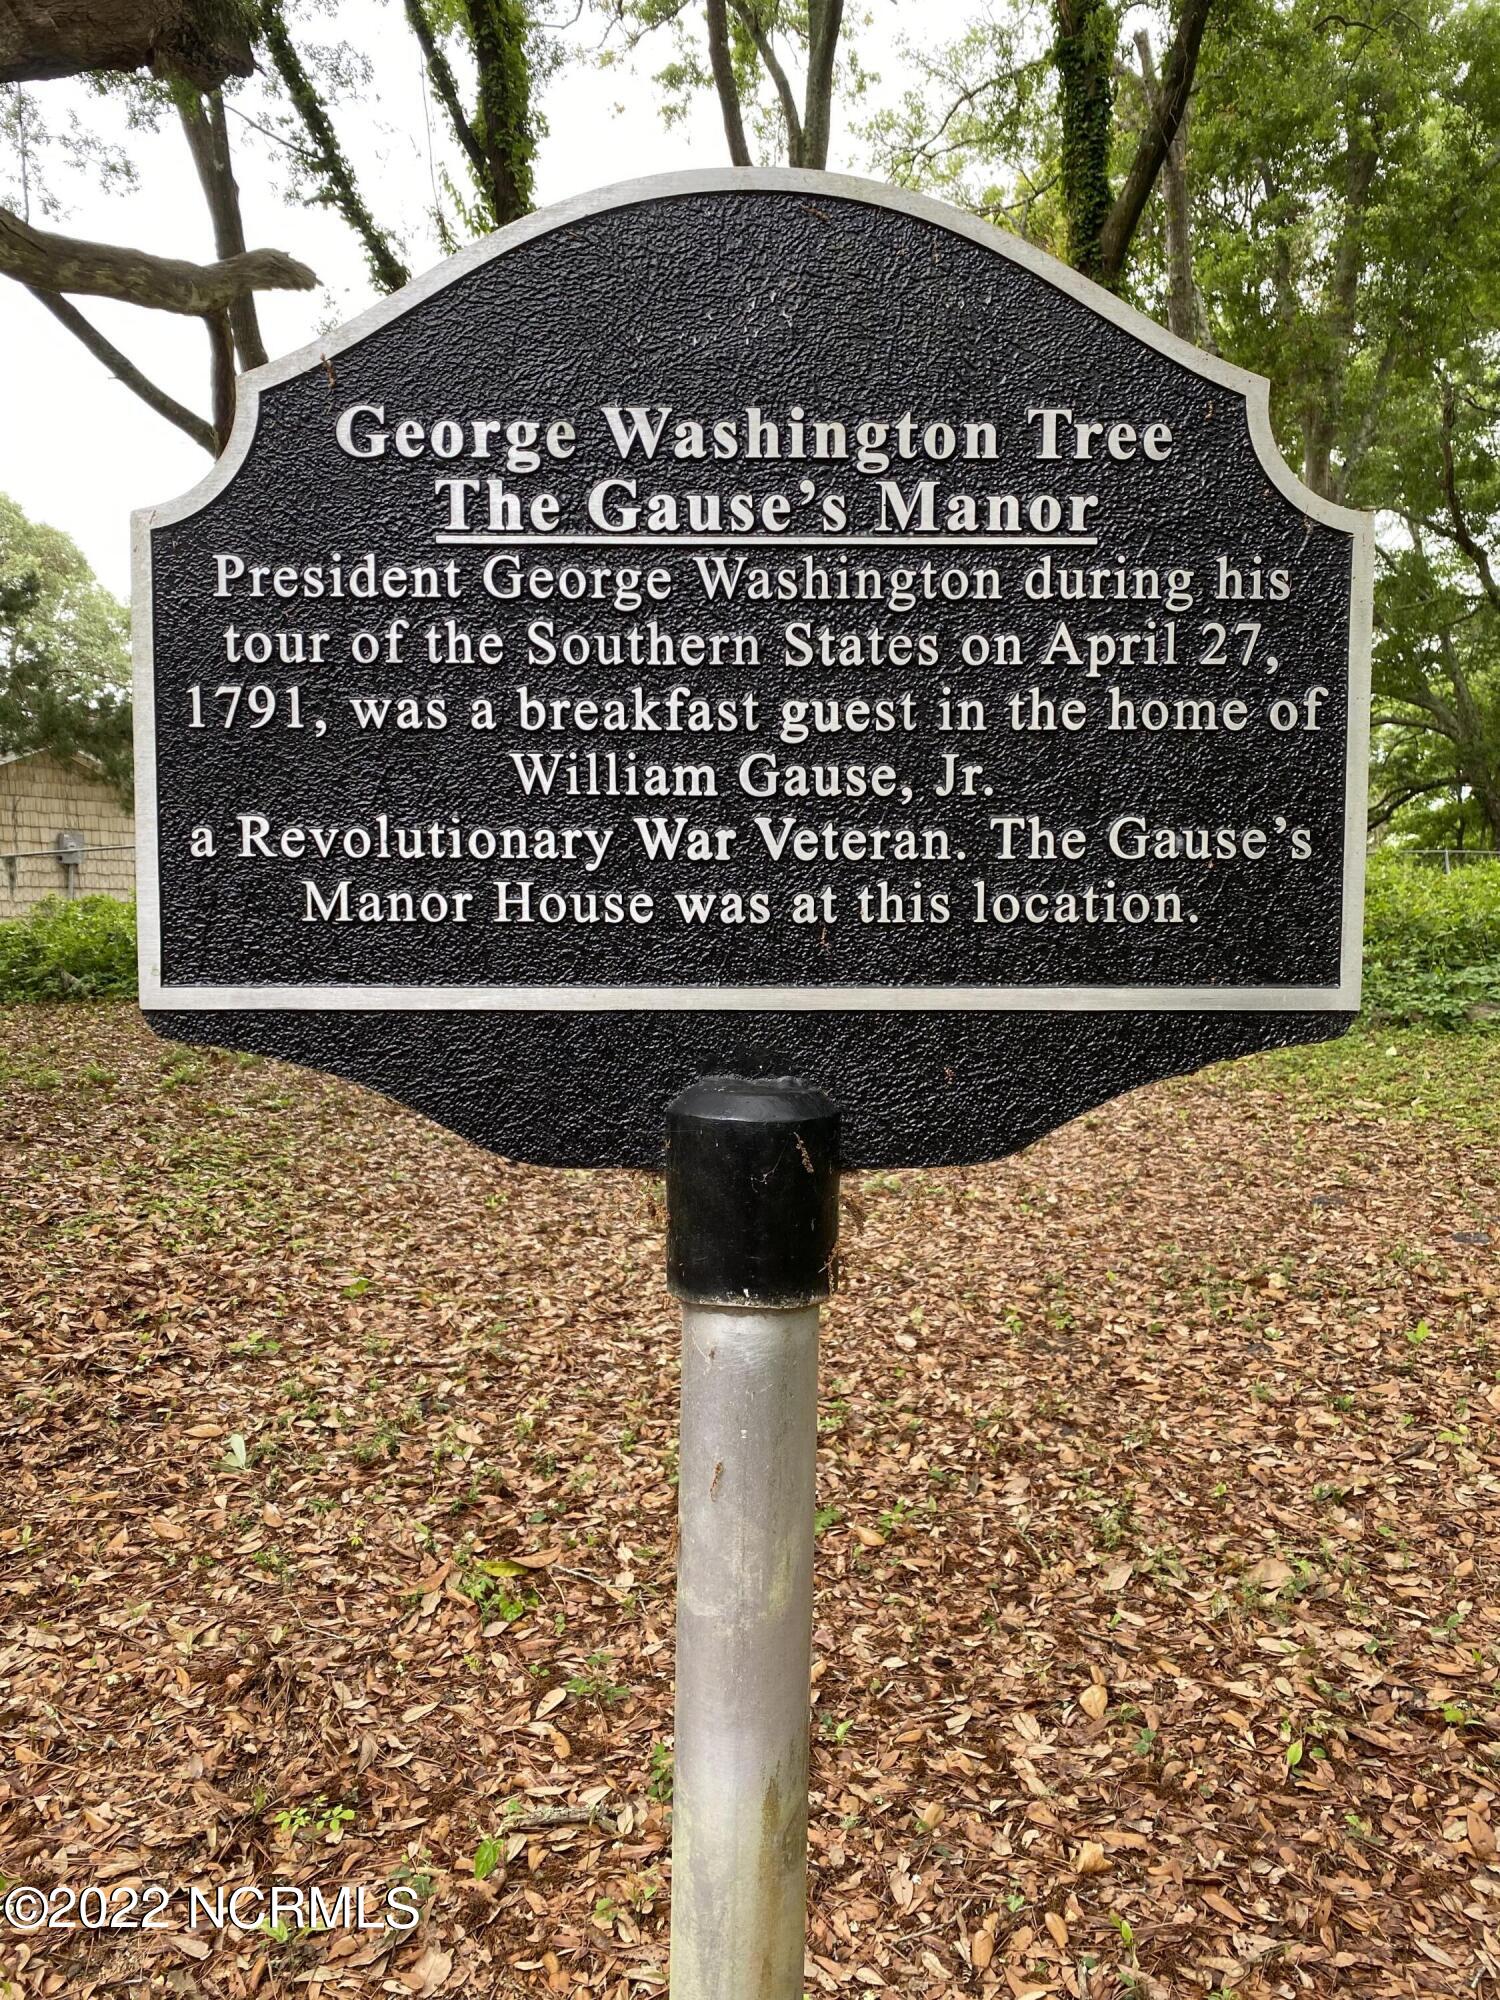 George Washington Tree
The Gause's Manor
President George Washington during his
tour of the Southern States on April 27,
1791, was a breakfast guest in the home of
William Gause, Jr.
a Revolutionary War Veteran. The Gause's
Manor House was at this location.
©2022 NCRMLS